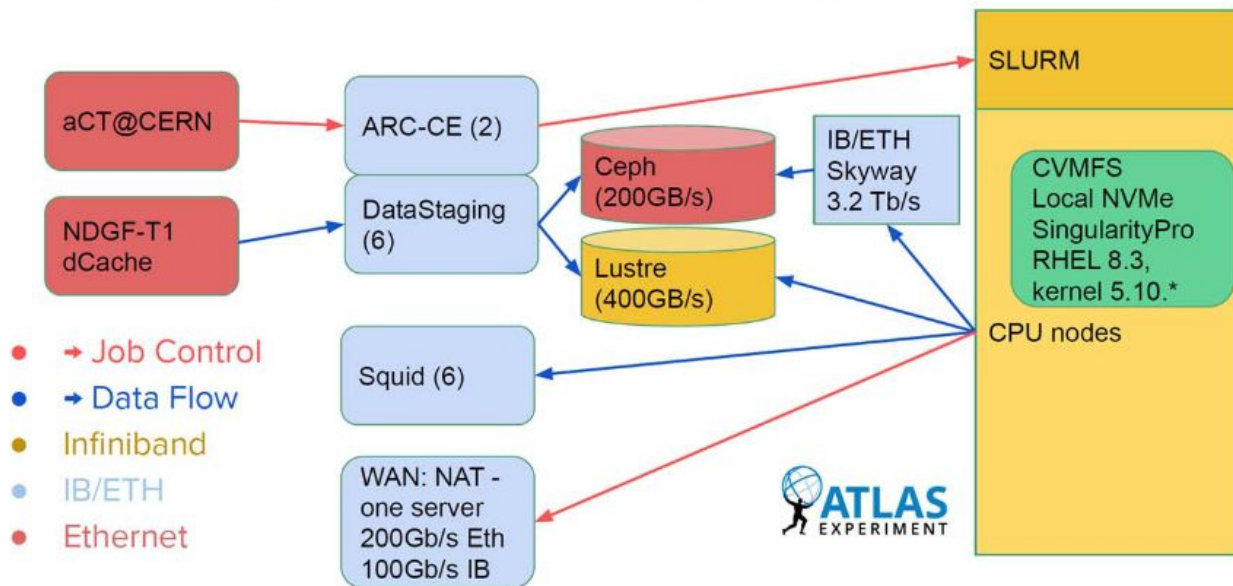 aCT@CERN
ARC-CE (2)
SLURM
NDGF-T1
dCache
DataStaging
(6)
Ceph
(200GB/s)
Lustre
(400GB/s)
IB/ETH
Skyway
3.2 Tb/s
CVMFS
Local NVMe
SingularityPro
RHEL 8.3,
kernel 5.10.*
CPU nodes
Squid (6)
WAN: NAT -
one server
200Gb/s Eth
100Gb/s IB
● → Job Control
● → Data Flow
● Infiniband
● IB/ETH
● Ethernet
ATLAS
EXPERIMENT